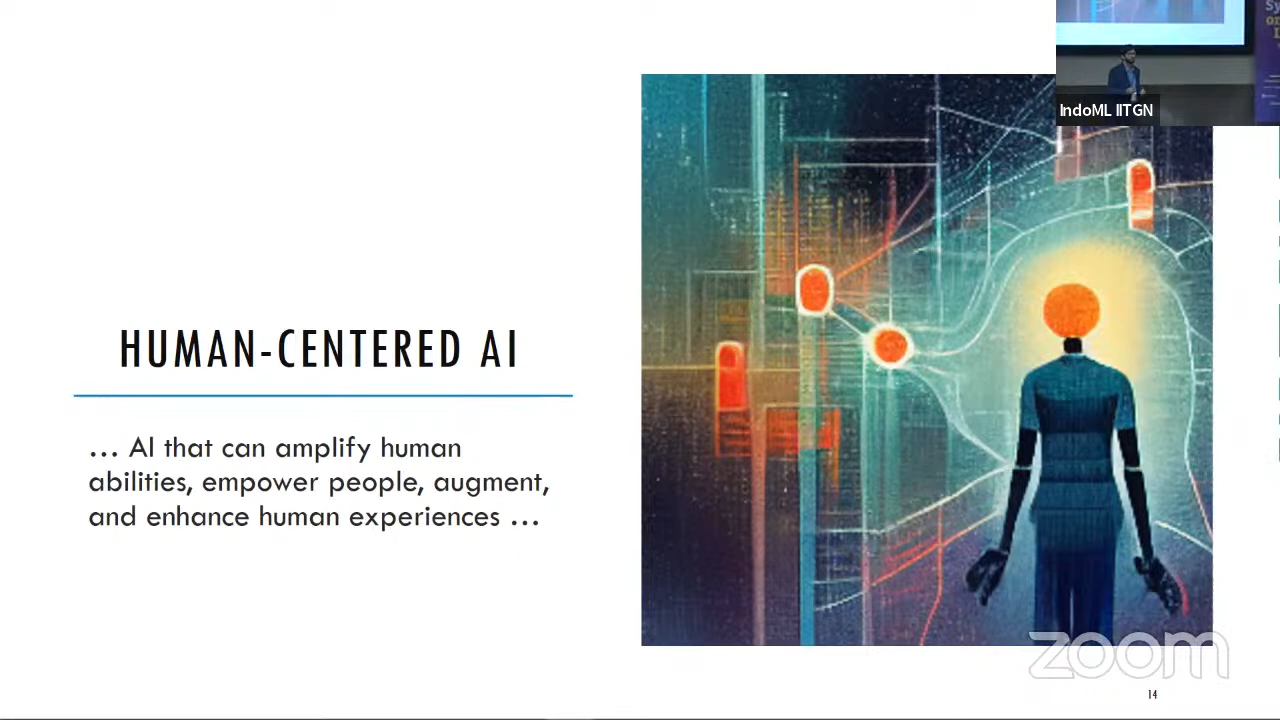 IndoML IITGN
HUMAN-CENTERED AI
... AI that can amplify human
abilities, empower people, augment,
and enhance human experiences ...
zoom
14